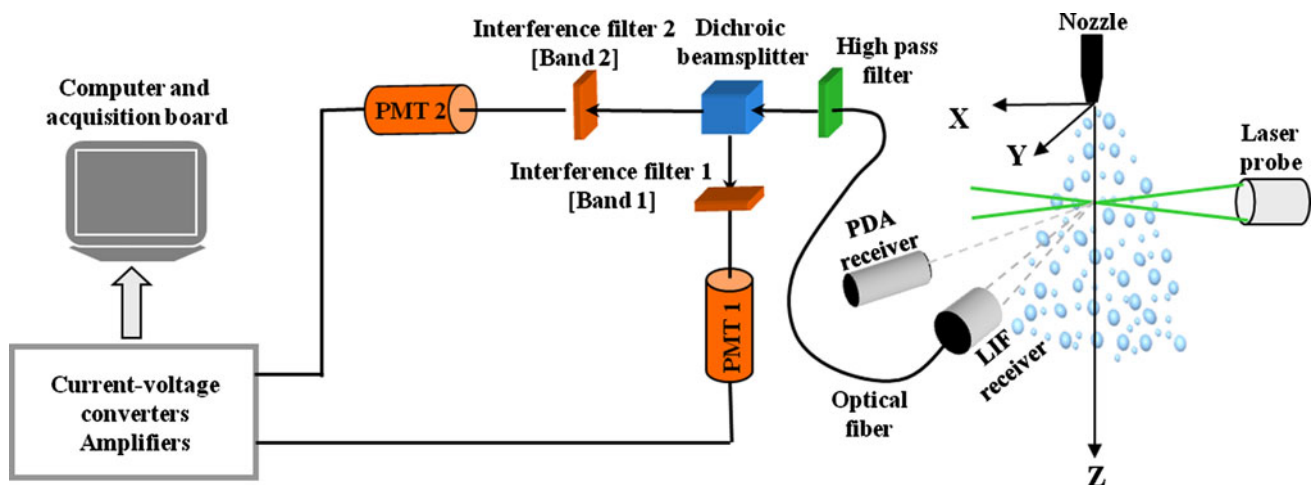 Computer and
acquisition board
PMT 2
Interference filter 2
[Band 2]
Dichroic
beamsplitter
High pass
filter
Nozzle
X
Y
Laser
probe
Interference filter 1
[Band 1]
PDA
receiver
PMT 1
LIF
receiver
Optical
fiber
Current-voltage
converters
Amplifiers
Z